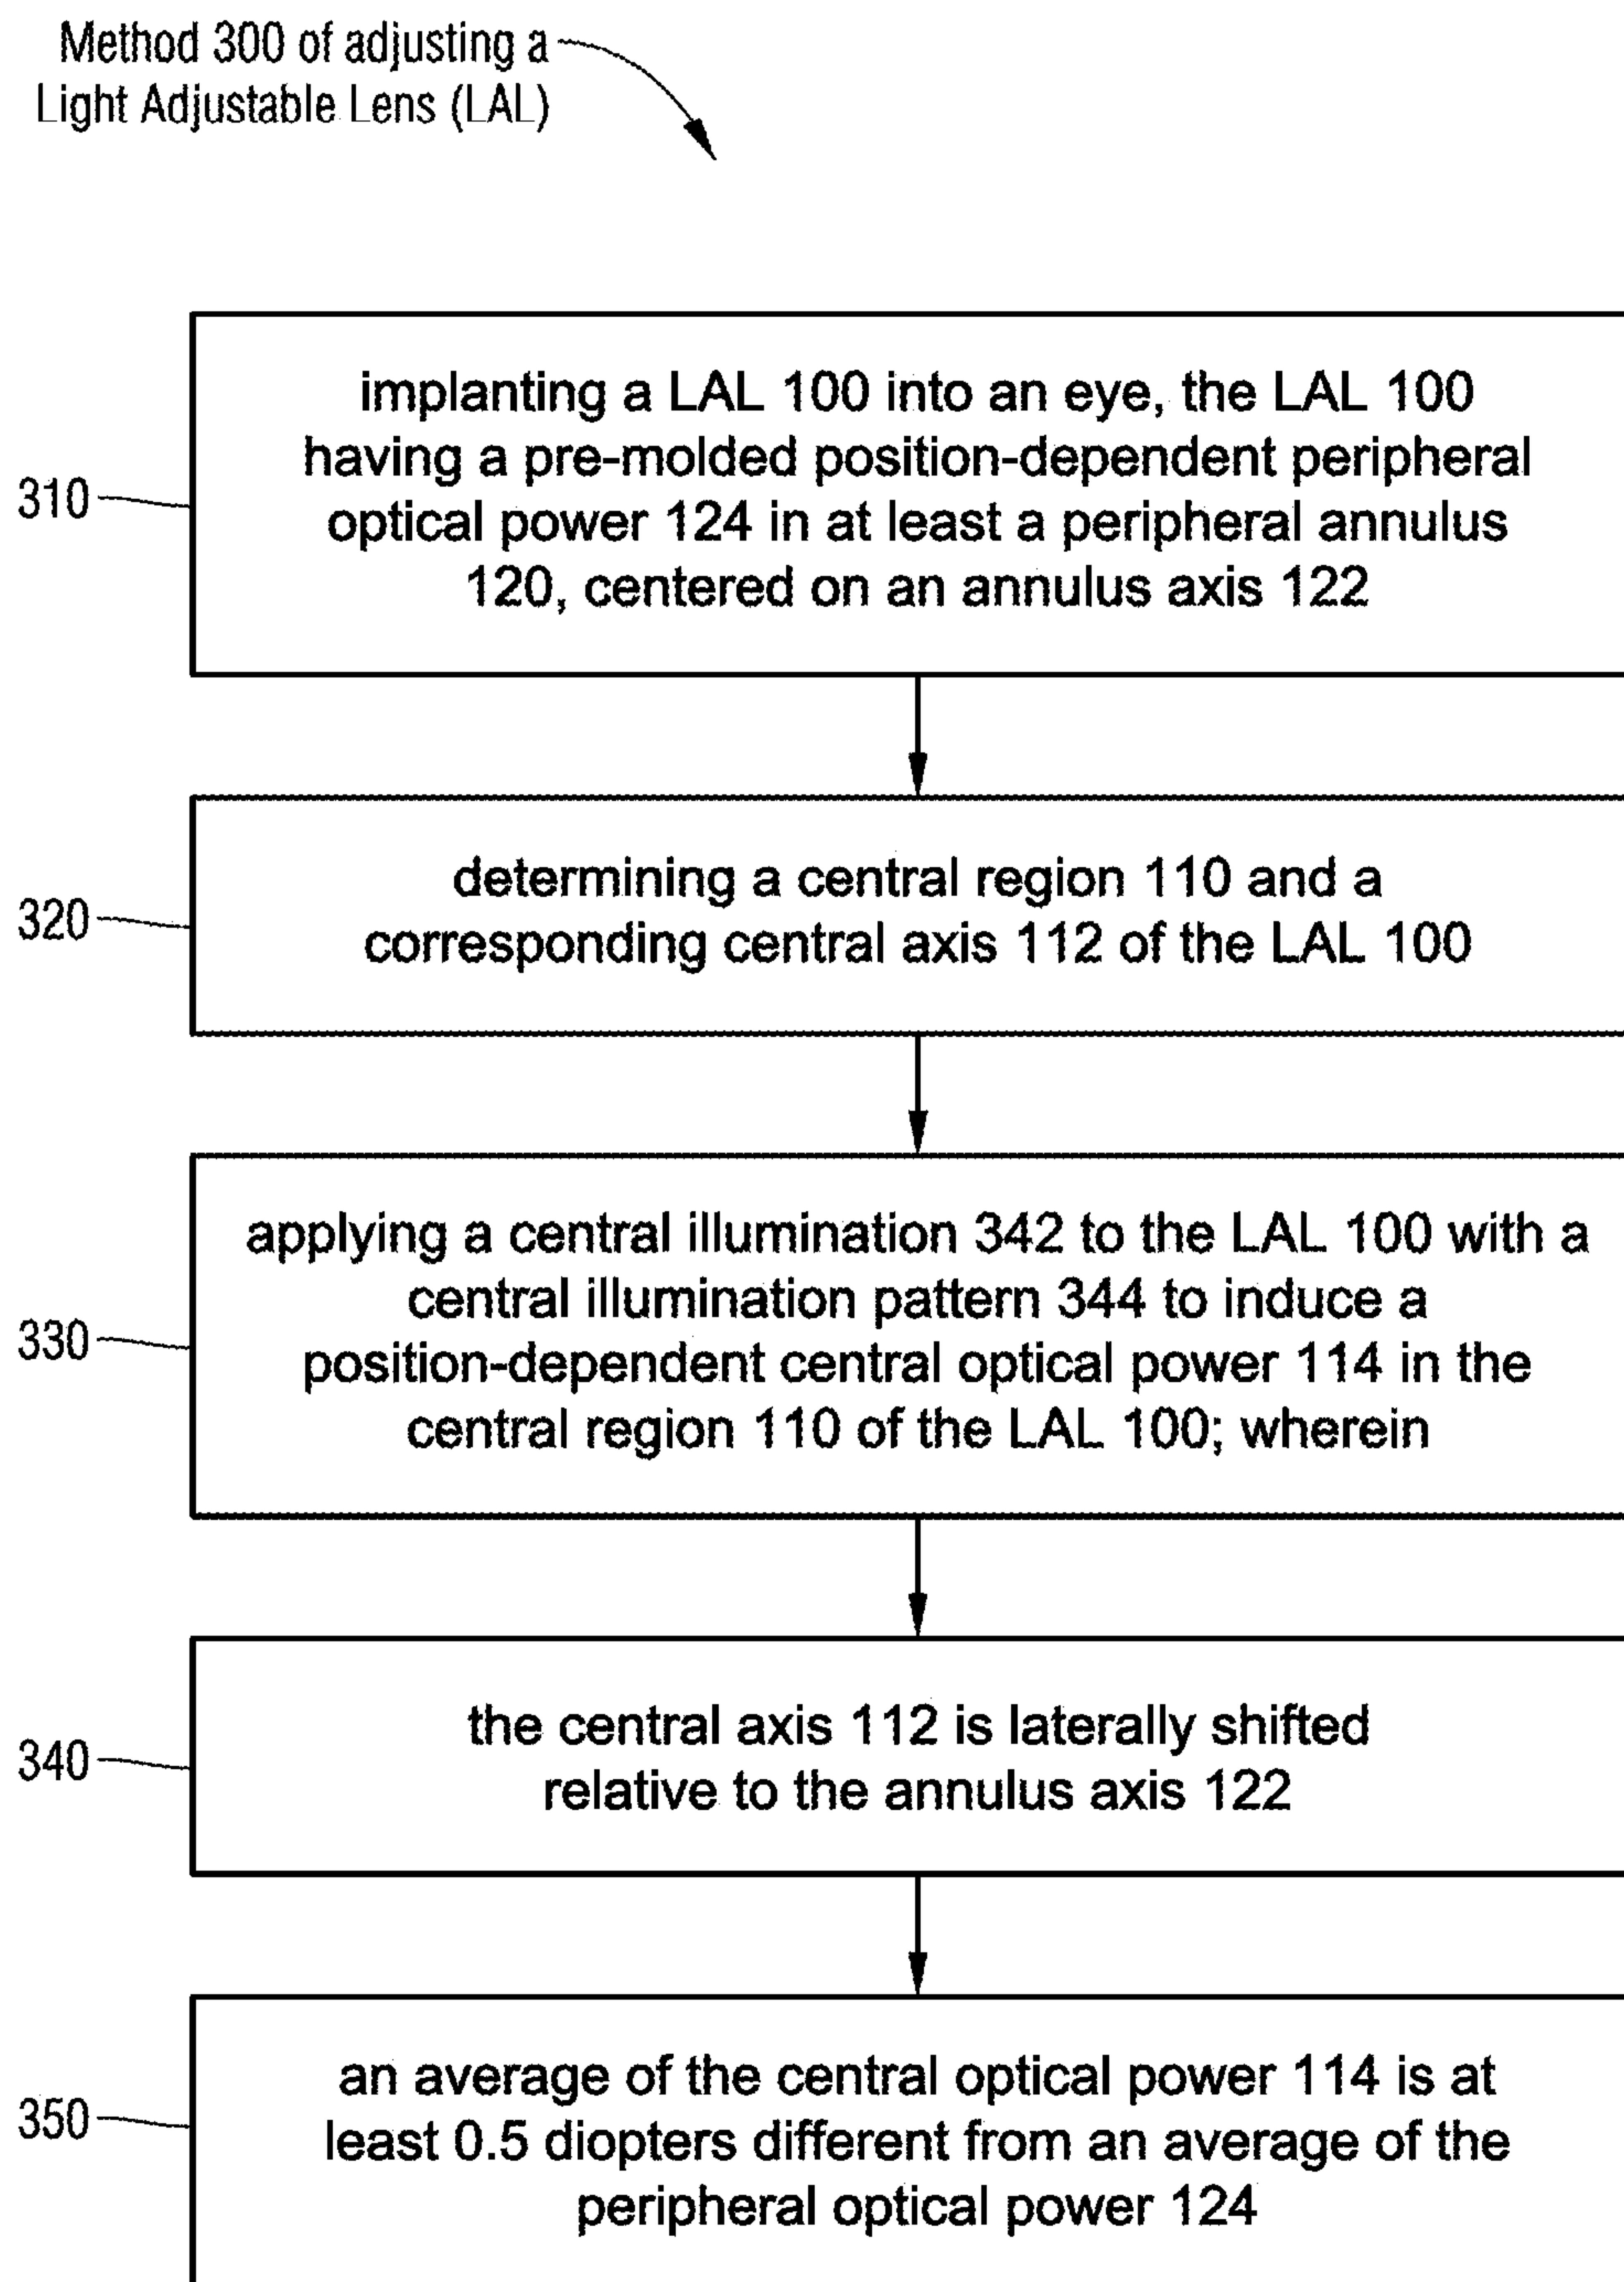 Method 300 of adjusting a
Light Adjustable Lens (LAL)
310
implanting a LAL 100 into an eye, the LAL 100
having a pre-molded position-dependent peripheral
optical power 124 in at least a peripheral annulus
120, centered on an annulus axis 122
320
determining a central region 110 and a
corresponding central axis 112 of the LAL 100
330
applying a central illumination 342 to the LAL 100 with a
central illumination pattern 344 to induce a
position-dependent central optical power 114 in the
central region 110 of the LAL 100; wherein
340
the central axis 112 is laterally shifted
relative to the annulus axis 122
350
an average of the central optical power 114 is at
least 0.5 diopters different from an average of the
peripheral optical power 124